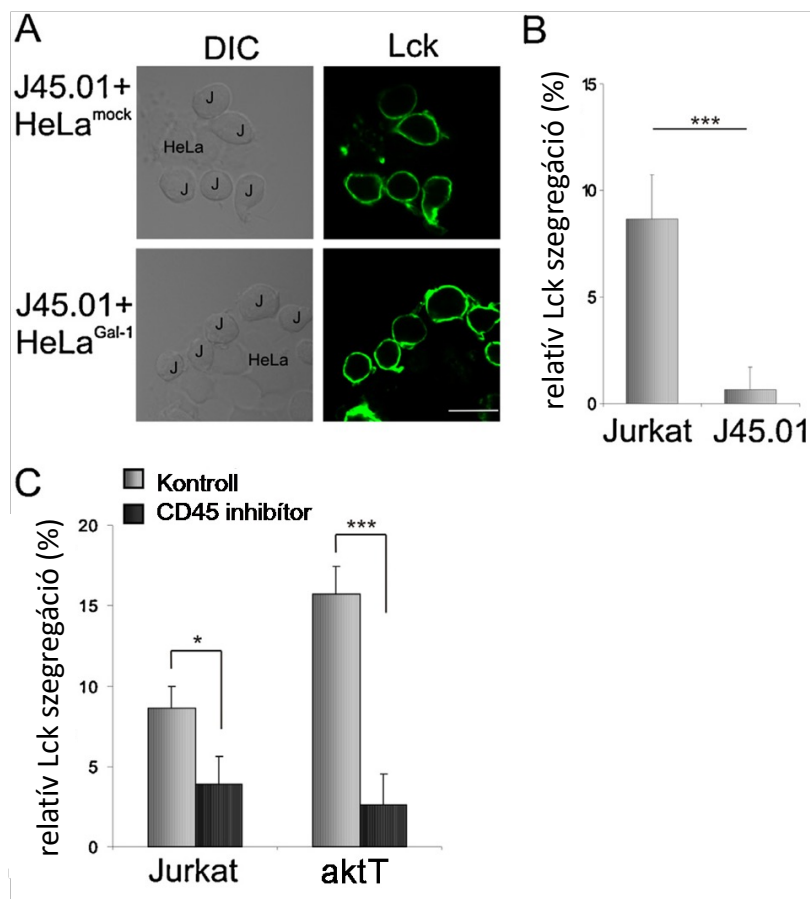 A
DIC
Lck
J45.01+
HeLa^mock
J
J
HeLa
J
J
J
J45.01+
HeLa^Gal-1
J
J
J
J
J
HeLa
B
relatív Lck szegregáció (%)
15
10
5
0
***
Jurkat J45.01
C
Kontroll
CD45 inhibítor
relatív Lck szegregáció (%)
20
15
10
5
0
*
***
Jurkat aktT